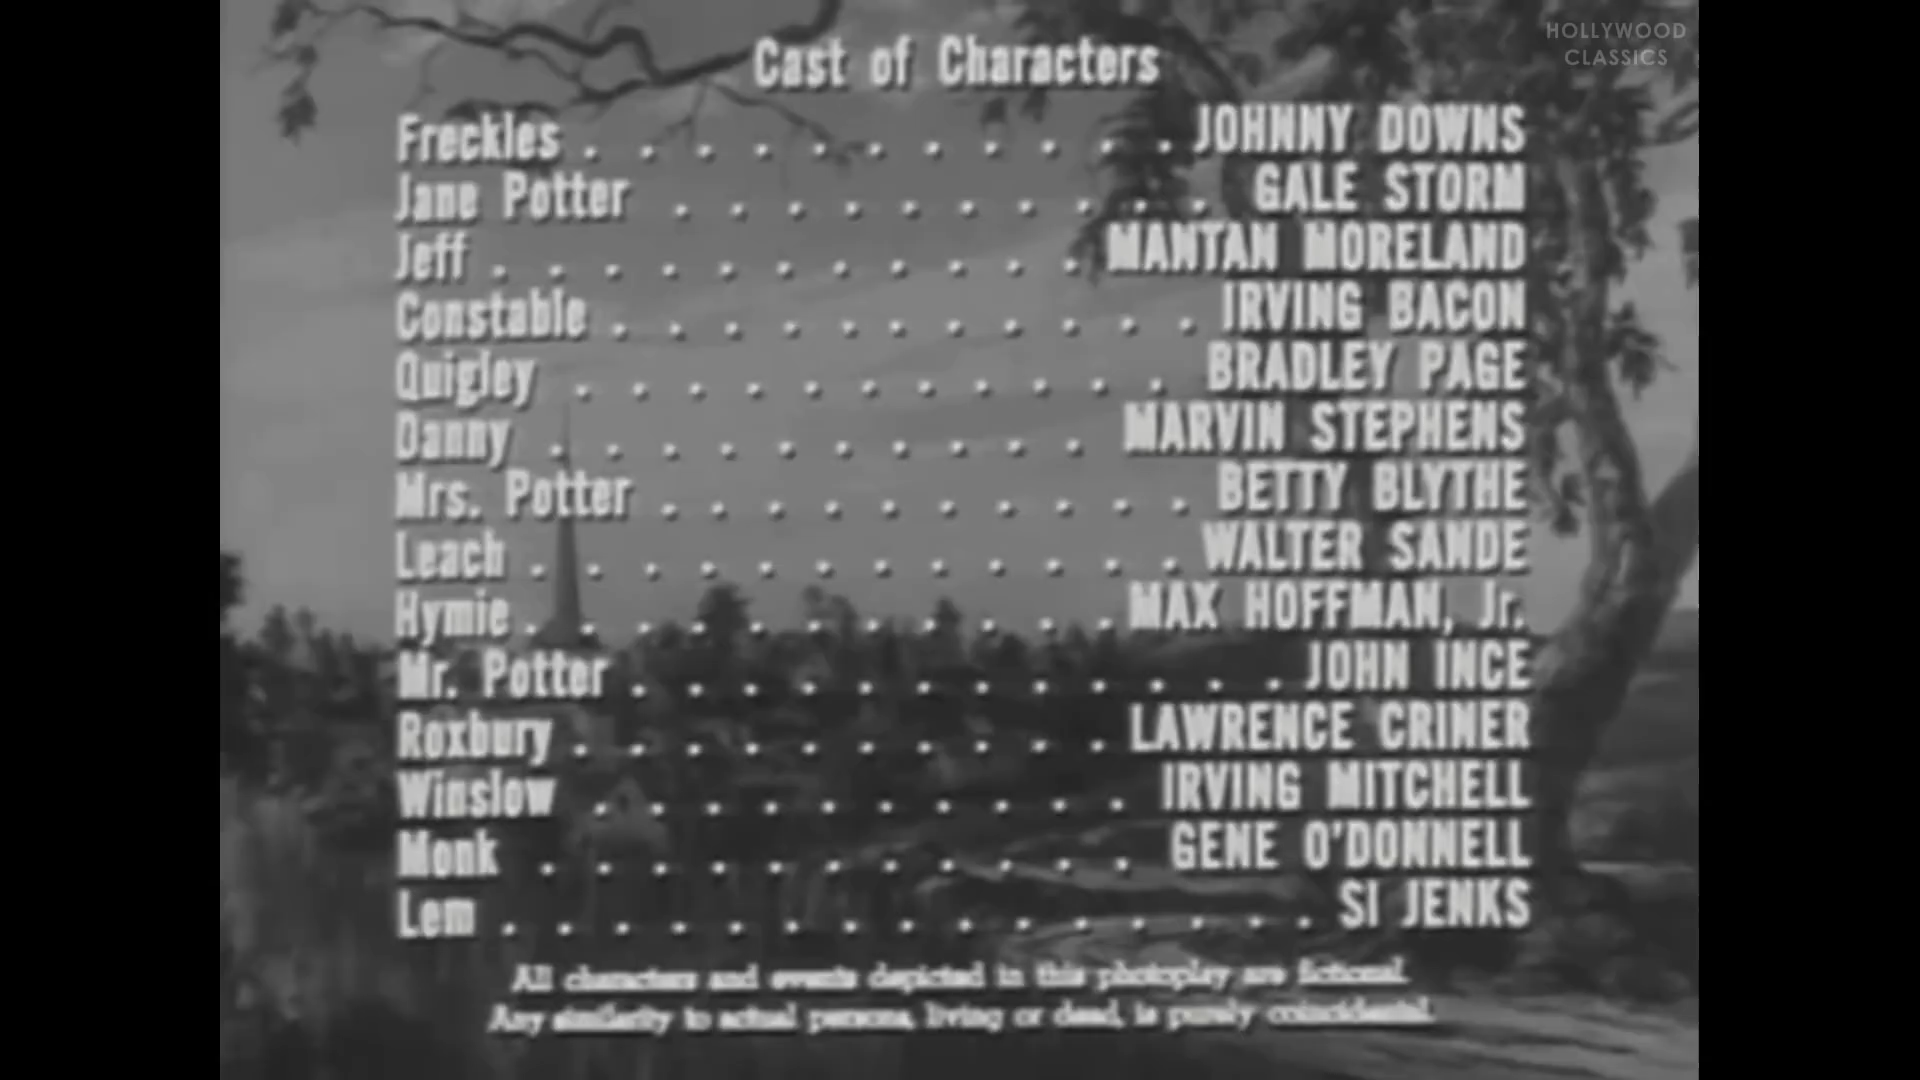 HOLLYWOOD
CLASSICS
Cast of Characters
Freckles . . . . . . . . . . . JOHNNY DOWNS
Jane Potter . . . . . . . . . . GALE STORM
Jeff . . . . . . . . . . . MANTAN MORELAND
Constable . . . . . . . . . . . IRVING BACON
Quigley . . . . . . . . . . . BRADLEY PAGE
Danny . . . . . . . . . . MARVIN STEPHENS
Mrs. Potter . . . . . . . . . . BETTY BLYTHE
Leach . . . . . . . . . . . . WALTER SANDE
Hymie . . . . . . . . . . . MAX HOFFMAN, Jr.
Mr. Potter . . . . . . . . . . . . JOHN INCE
Roxbury . . . . . . . . . . LAWRENCE CRINER
Winslow . . . . . . . . . . IRVING MITCHELL
Monk . . . . . . . . . . . GENE O'DONNELL
Lem . . . . . . . . . . . . . . . SI JENKS
All characters and events depicted in this photoplay are fictional.
Any similarity to actual persons, living or dead, is purely coincidental.